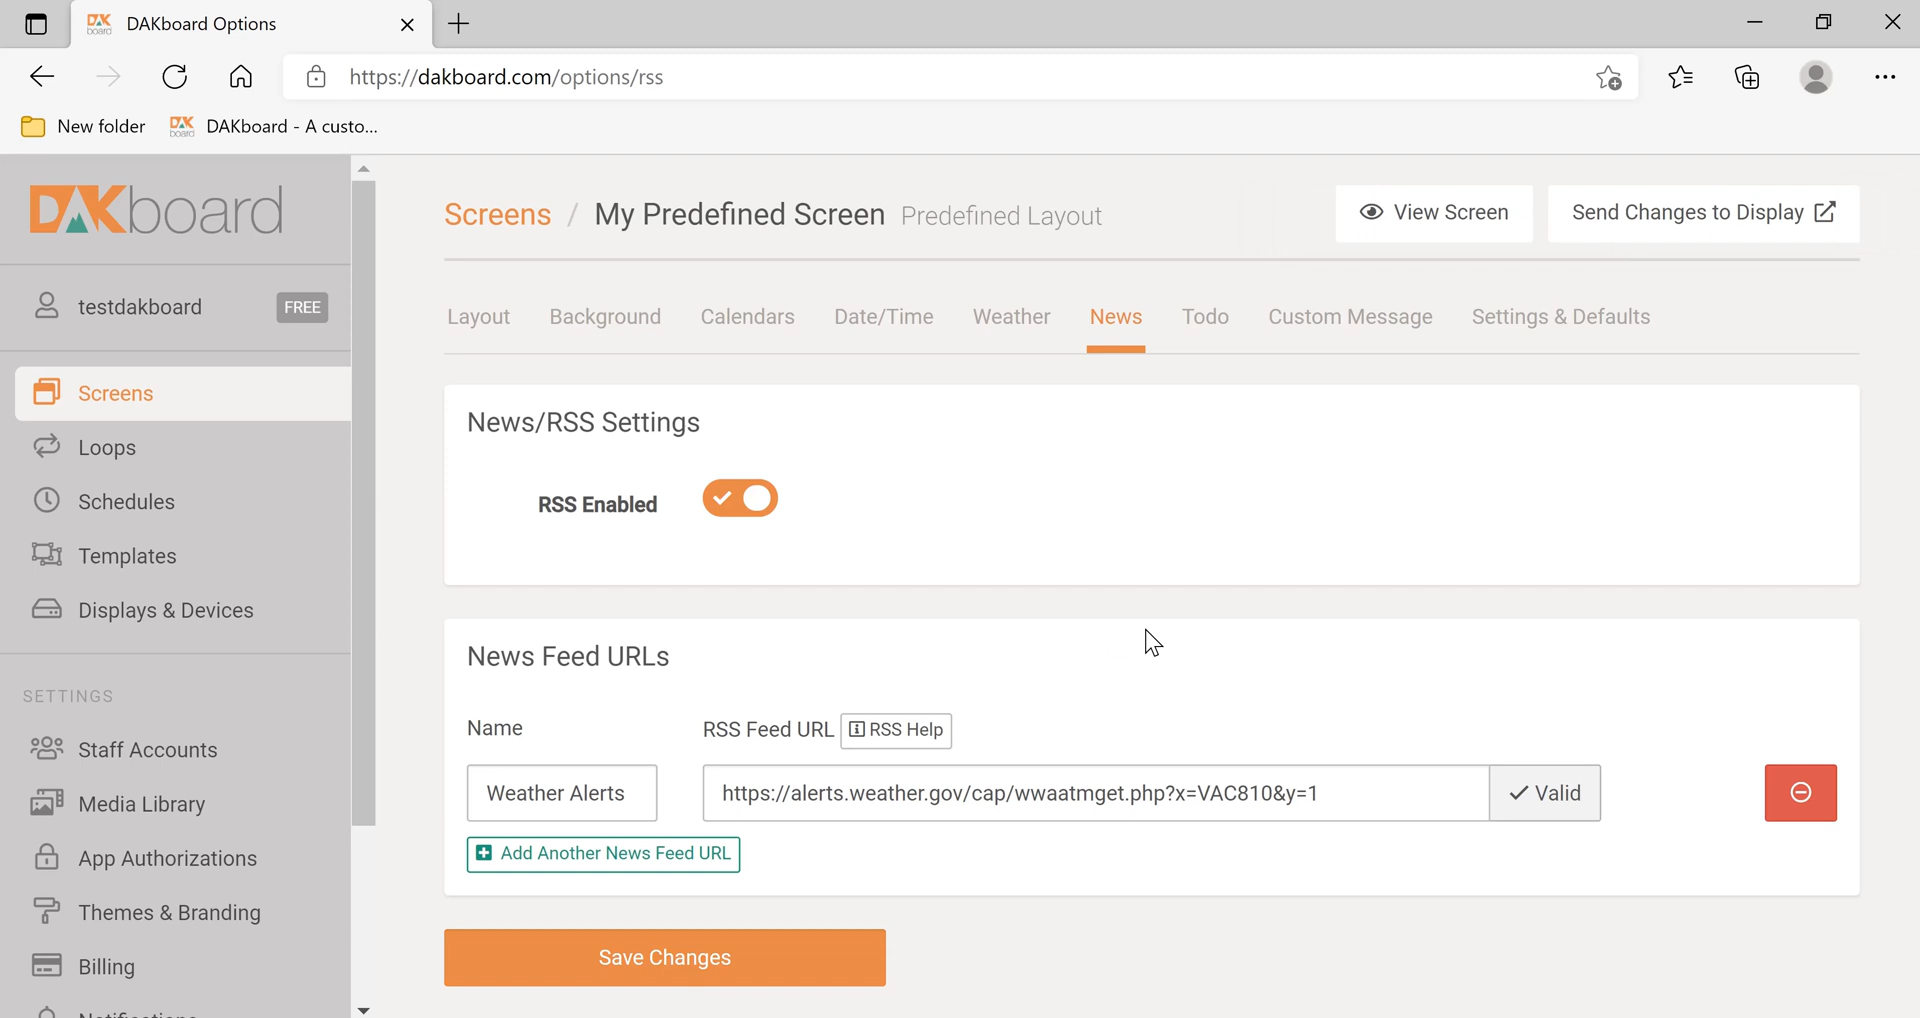 DAKboard Options
https://dakboard.com/options/rss
New folder
DAKboard - A custo...
DAKboard
testdakboard
FREE
Screens
Loops
Schedules
Templates
Displays & Devices
SETTINGS
Staff Accounts
Media Library
App Authorizations
Themes & Branding
Billing
Screens / My Predefined Screen Predefined Layout
View Screen
Send Changes to Display
Layout
Background
Calendars
Date/Time
Weather
News
Todo
Custom Message
Settings & Defaults
News/RSS Settings
RSS Enabled
News Feed URLs
Name
RSS Feed URL
RSS Help
Weather Alerts
https://alerts.weather.gov/cap/wwaatmget.php?x=VAC810&y=1
Valid
Add Another News Feed URL
Save Changes